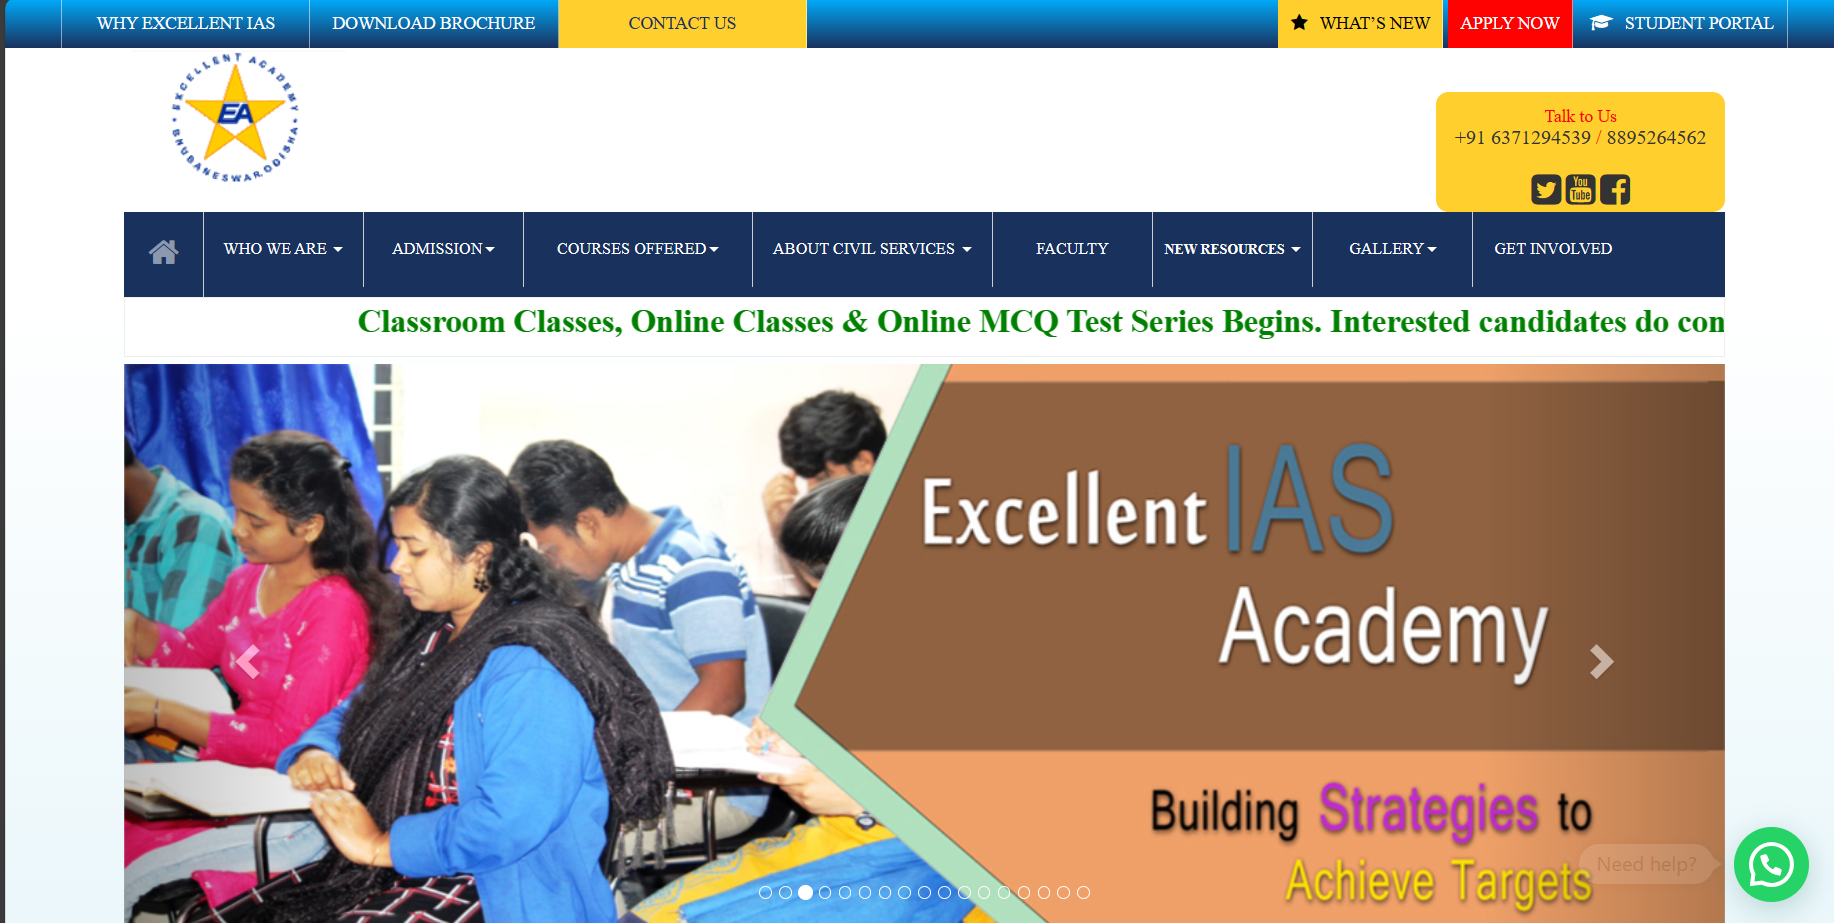 WHY EXCELLENT IAS
DOWNLOAD BROCHURE
CONTACT US
WHAT'S NEW
APPLY NOW
STUDENT PORTAL
EXCELLENT ACADEMY
EA
BHUBANESWAR, ODISHA
Talk to Us
+91 6371294539 / 8895264562
You
Tube
WHO WE ARE
ADMISSION
COURSES OFFERED
ABOUT CIVIL SERVICES
FACULTY
NEW RESOURCES
GALLERY
GET INVOLVED
Classroom Classes, Online Classes & Online MCQ Test Series Begins. Interested candidates do con
Excellent IAS
Academy
Building Strategies to
Achieve Targets
Need help?